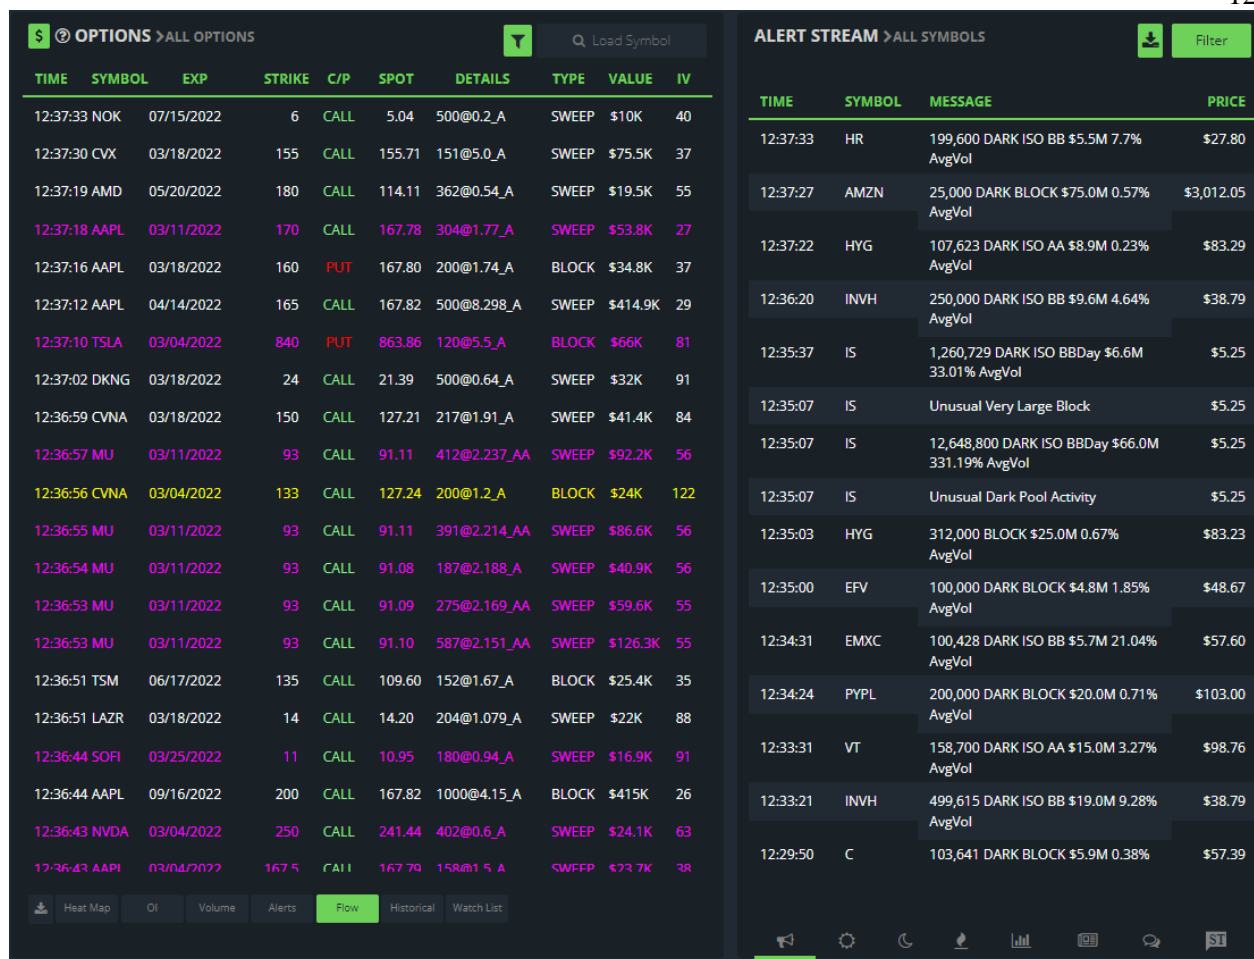 12
$ ? OPTIONS >ALL OPTIONS
Load Symbol
TIME SYMBOL EXP STRIKE C/P SPOT DETAILS TYPE VALUE IV
12:37:33 NOK 07/15/2022 6 CALL 5.04 500@0.2_A SWEEP $10K 40
12:37:30 CVX 03/18/2022 155 CALL 155.71 151@5.0_A SWEEP $75.5K 37
12:37:19 AMD 05/20/2022 180 CALL 114.11 362@0.54_A SWEEP $19.5K 55
12:37:18 AAPL 03/11/2022 170 CALL 167.78 304@1.77_A SWEEP $53.8K 27
12:37:16 AAPL 03/18/2022 160 PUT 167.80 200@1.74_A BLOCK $34.8K 37
12:37:12 AAPL 04/14/2022 165 CALL 167.82 500@8.298_A SWEEP $414.9K 29
12:37:10 TSLA 03/04/2022 840 PUT 863.86 120@5.5_A BLOCK $66K 81
12:37:02 DKNG 03/18/2022 24 CALL 21.39 500@0.64_A SWEEP $32K 91
12:36:59 CVNA 03/18/2022 150 CALL 127.21 217@1.91_A SWEEP $41.4K 84
12:36:57 MU 03/11/2022 93 CALL 91.11 412@2.237_AA SWEEP $92.2K 56
12:36:56 CVNA 03/04/2022 133 CALL 127.24 200@1.2_A BLOCK $24K 122
12:36:55 MU 03/11/2022 93 CALL 91.11 391@2.214_AA SWEEP $86.6K 56
12:36:54 MU 03/11/2022 93 CALL 91.08 187@2.188_A SWEEP $40.9K 56
12:36:53 MU 03/11/2022 93 CALL 91.09 275@2.169_AA SWEEP $59.6K 55
12:36:53 MU 03/11/2022 93 CALL 91.10 587@2.151_AA SWEEP $126.3K 55
12:36:51 TSM 06/17/2022 135 CALL 109.60 152@1.67_A BLOCK $25.4K 35
12:36:51 LAZR 03/18/2022 14 CALL 14.20 204@1.079_A SWEEP $22K 88
12:36:44 SOFI 03/25/2022 11 CALL 10.95 180@0.94_A SWEEP $16.9K 91
12:36:44 AAPL 09/16/2022 200 CALL 167.82 1000@4.15_A BLOCK $415K 26
12:36:43 NVDA 03/04/2022 250 CALL 241.44 402@0.6_A SWEEP $24.1K 63
12:36:43 AAPL 03/04/2022 167.5 CALL 167.79 158@1.5_A SWEEP $23.7K 38
Heat Map OI Volume Alerts Flow Historical Watch List
ALERT STREAM >ALL SYMBOLS
Filter
TIME SYMBOL MESSAGE PRICE
12:37:33 HR 199,600 DARK ISO BB $5.5M 7.7% $27.80
AvgVol
12:37:27 AMZN 25,000 DARK BLOCK $75.0M 0.57% $3,012.05
AvgVol
12:37:22 HYG 107,623 DARK ISO AA $8.9M 0.23% $83.29
AvgVol
12:36:20 INVH 250,000 DARK ISO BB $9.6M 4.64% $38.79
AvgVol
12:35:37 IS 1,260,729 DARK ISO BBDay $6.6M $5.25
33.01% AvgVol
12:35:07 IS Unusual Very Large Block $5.25
12:35:07 IS 12,648,800 DARK ISO BBDay $66.0M $5.25
331.19% AvgVol
12:35:07 IS Unusual Dark Pool Activity $5.25
12:35:03 HYG 312,000 BLOCK $25.0M 0.67% $83.23
AvgVol
12:35:00 EFV 100,000 DARK BLOCK $4.8M 1.85% $48.67
AvgVol
12:34:31 EMXC 100,428 DARK ISO BB $5.7M 21.04% $57.60
AvgVol
12:34:24 PYPL 200,000 DARK BLOCK $20.0M 0.71% $103.00
AvgVol
12:33:31 VT 158,700 DARK ISO AA $15.0M 3.27% $98.76
AvgVol
12:33:21 INVH 499,615 DARK ISO BB $19.0M 9.28% $38.79
AvgVol
12:29:50 C 103,641 DARK BLOCK $5.9M 0.38% $57.39
ST